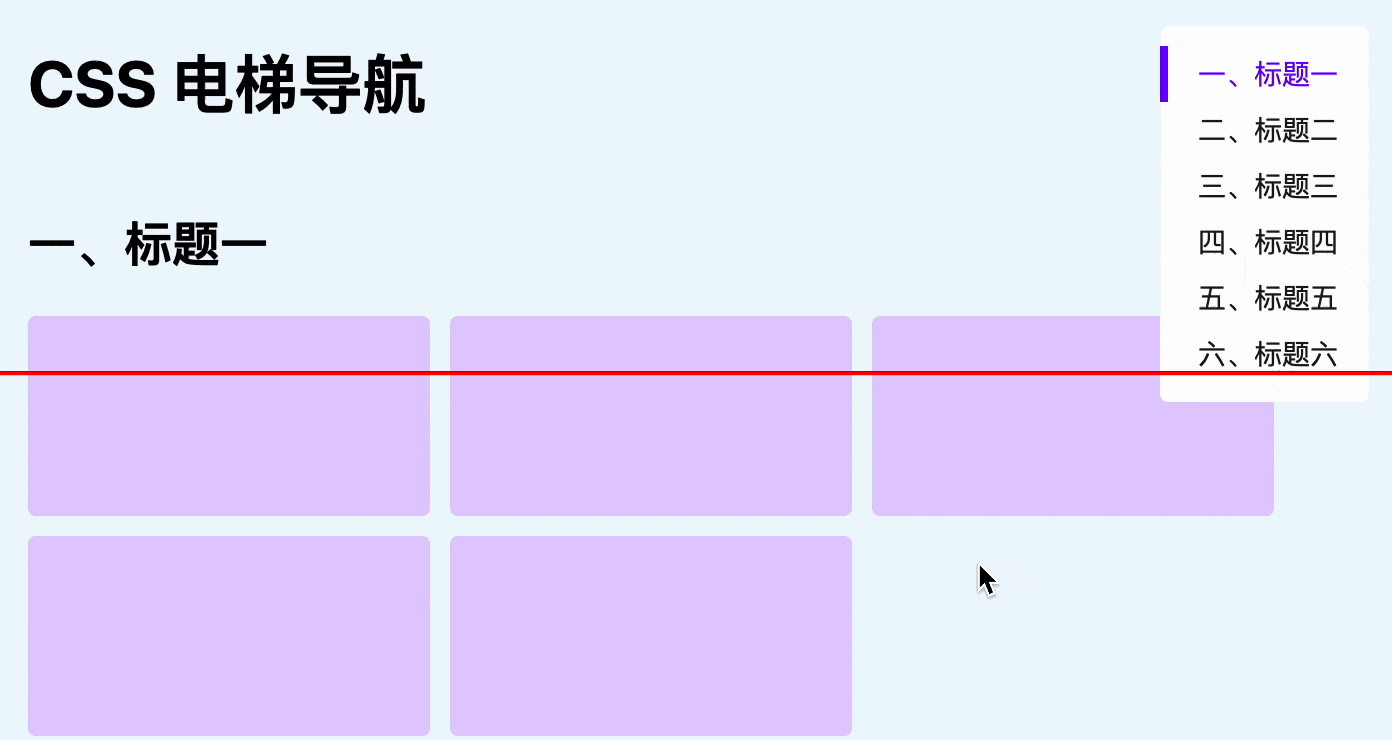 CSS 电梯导航
一、标题一
一、标题一
二、标题二
三、标题三
四、标题四
五、标题五
六、标题六